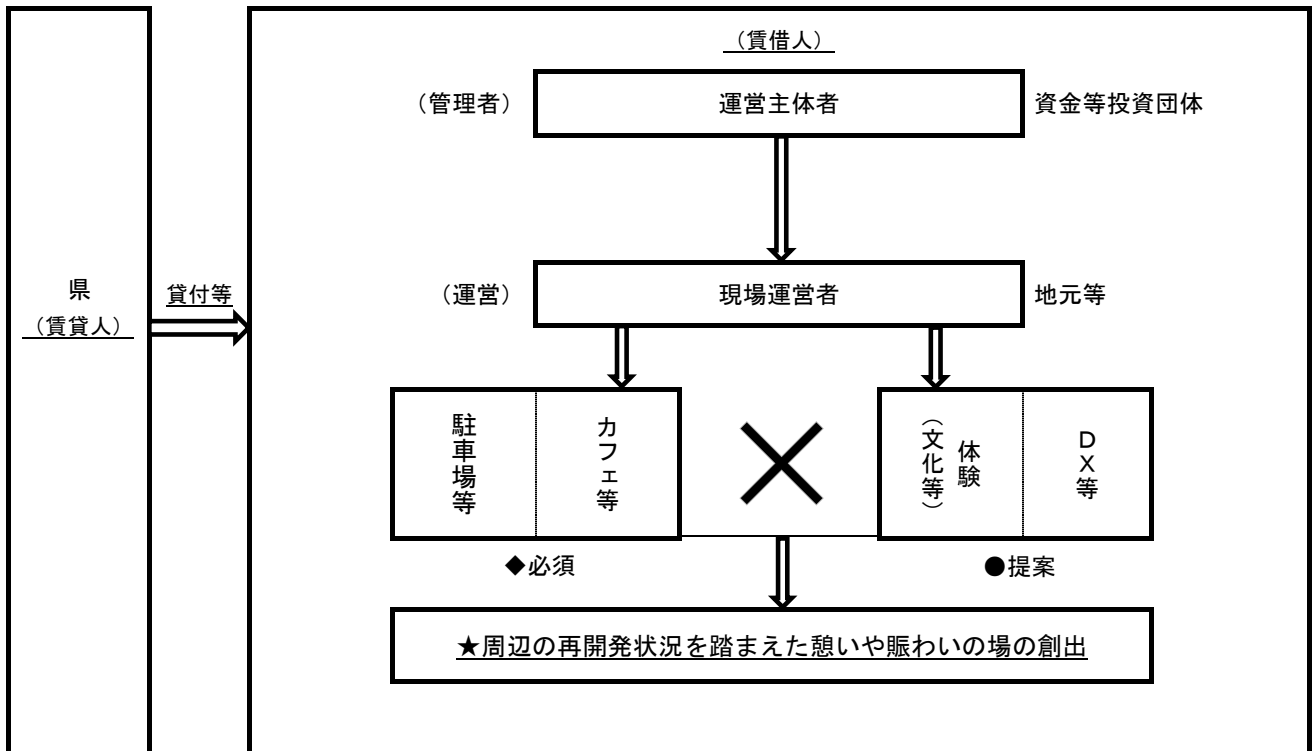 （賃借人）
（管理者）
運営主体者
資金等投資団体
県
（賃貸人）
貸付等
（運営）
現場運営者
地元等
駐車場等
カフェ等
体験
（文化等）
ＤＸ等
◆必須
●提案
★周辺の再開発状況を踏まえた憩いや賑わいの場の創出